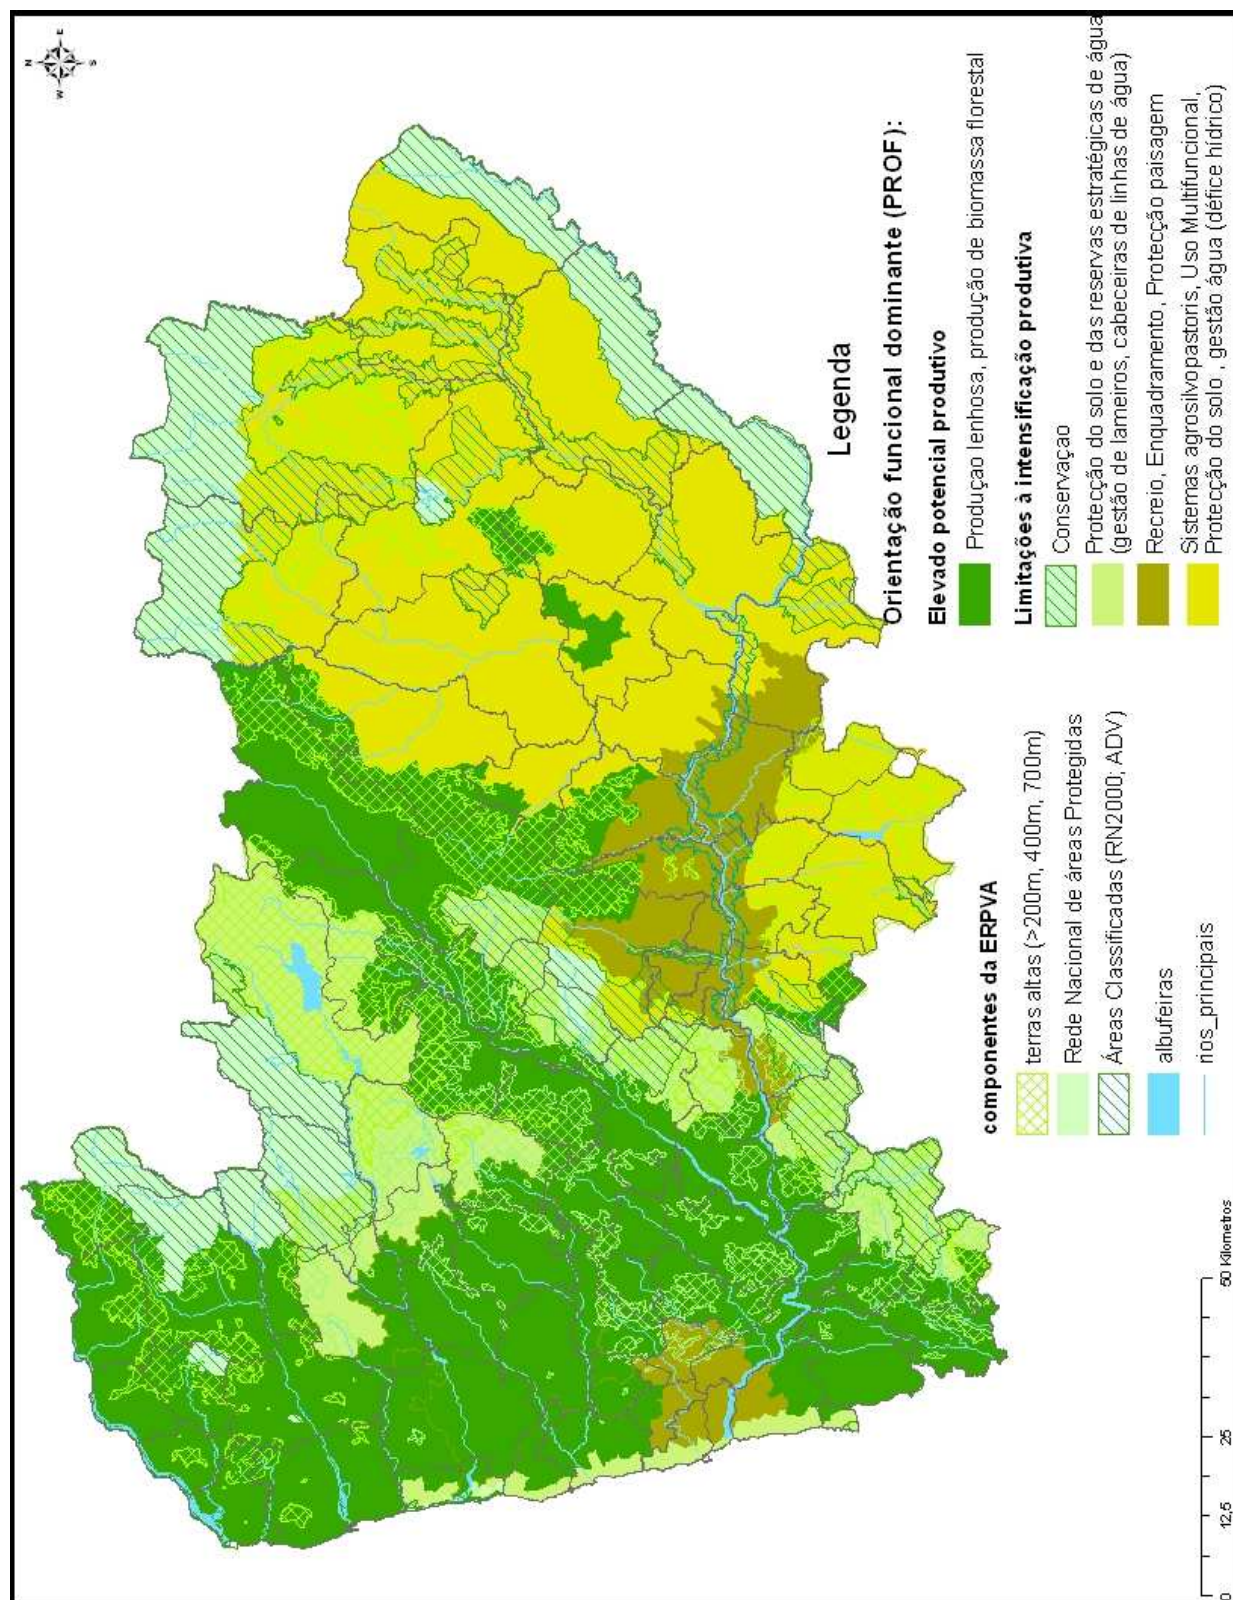 N
E
W
S
Legenda
componentes da ERPVA
terras altas (>200m, 400m, 700m)
Rede Nacional de áreas Protegidas
Áreas Classificadas (RN2000; ADV)
albufeiras
rios_principais
Orientação funcional dominante (PROF):
Elevado potencial produtivo
Produçao lenhosa, produção de biomassa florestal
Limitações à intensificação produtiva
Conservação
Protecção do solo e das reservas estratégicas de água
(gestão de lameiros, cabeceiras de linhas de água)
Recreio, Enquadramento, Protecção paisagem
Sistemas agrosilvopastoris, Uso Multifuncional,
Protecção do solo , gestão água (défice hídrico)
0 12,5 25 50 Kilometros